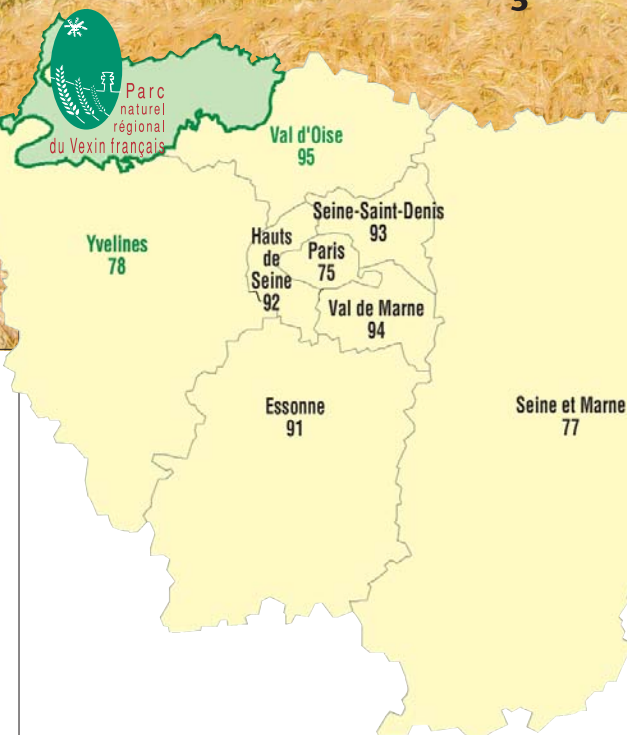 Parc
naturel
régional
du Vexin français
Val d'Oise
95
Seine-Saint-Denis
93
Hauts
de
Seine
92
Paris
75
Yvelines
78
Val de Marne
94
Essonne
91
Seine et Marne
77